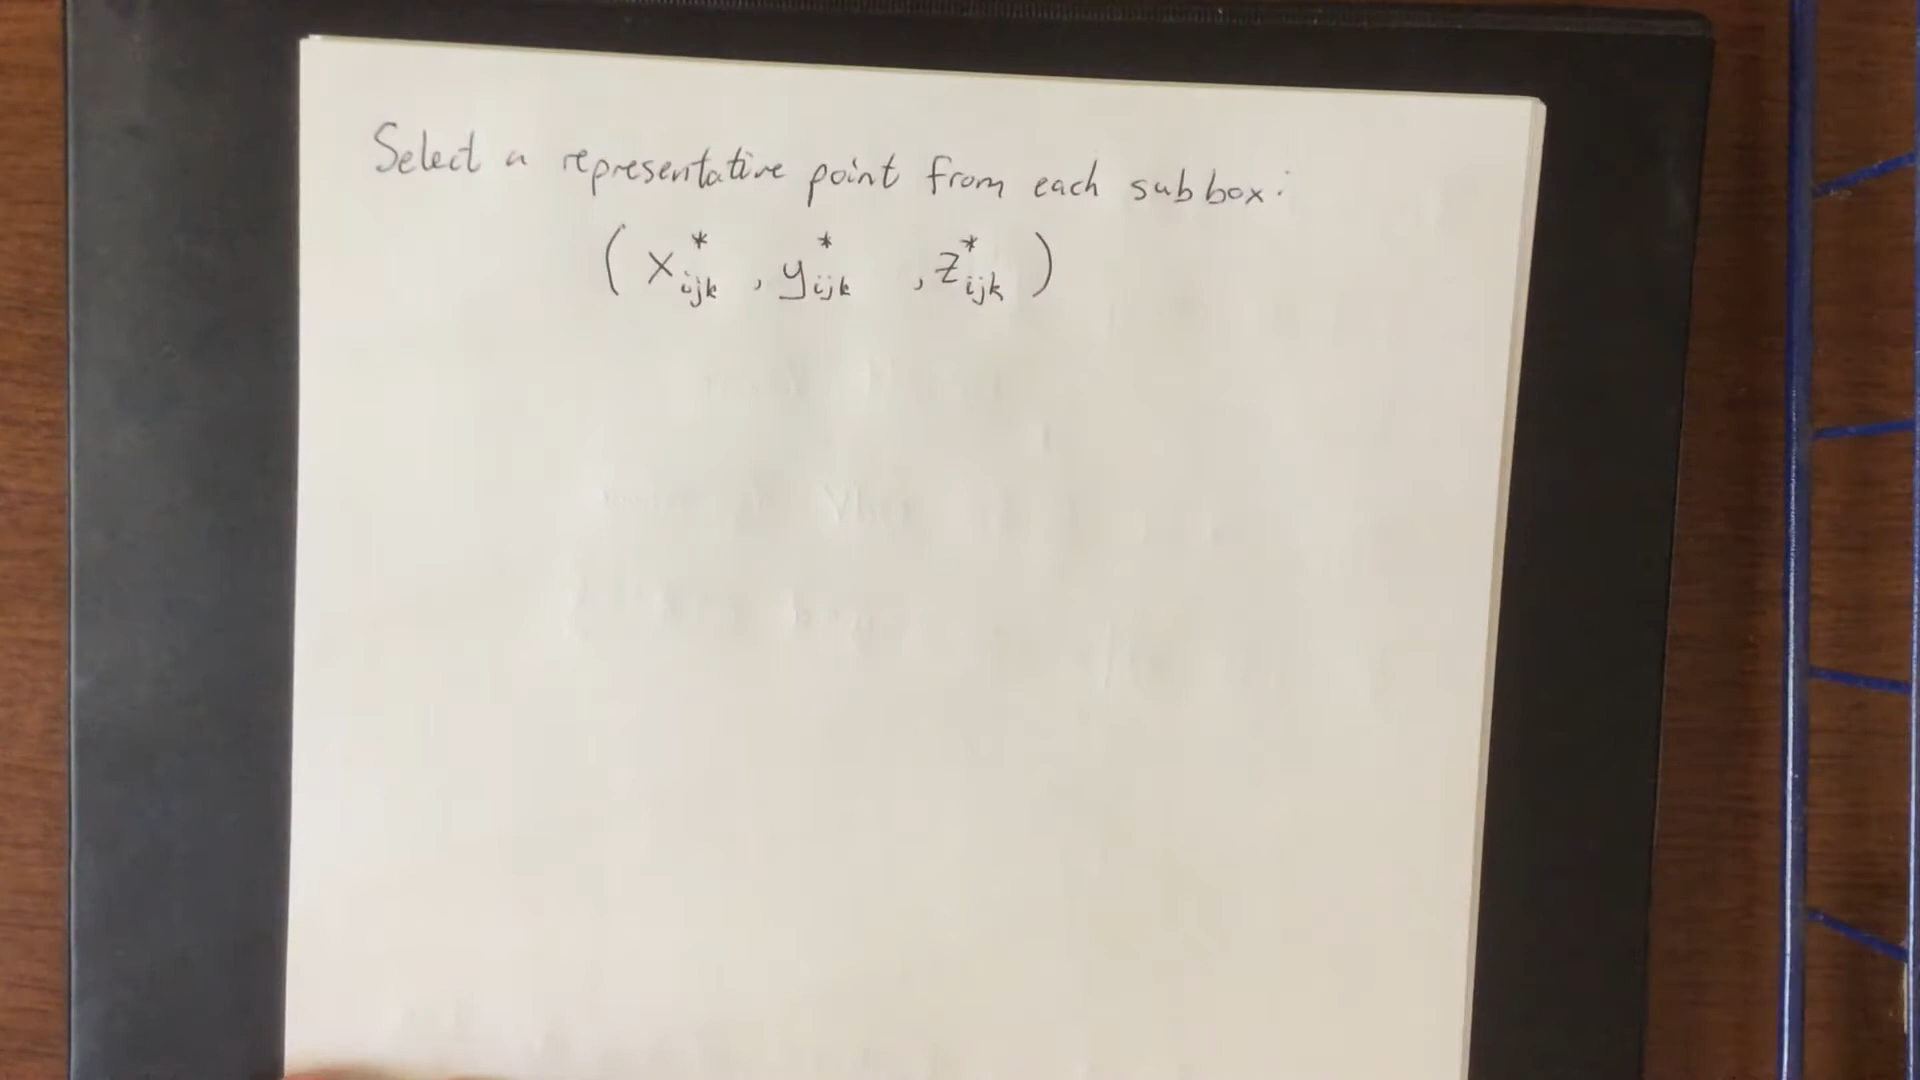 Select a representative point from each subbox:
( x*ijk , y*ijk , z*ijk )